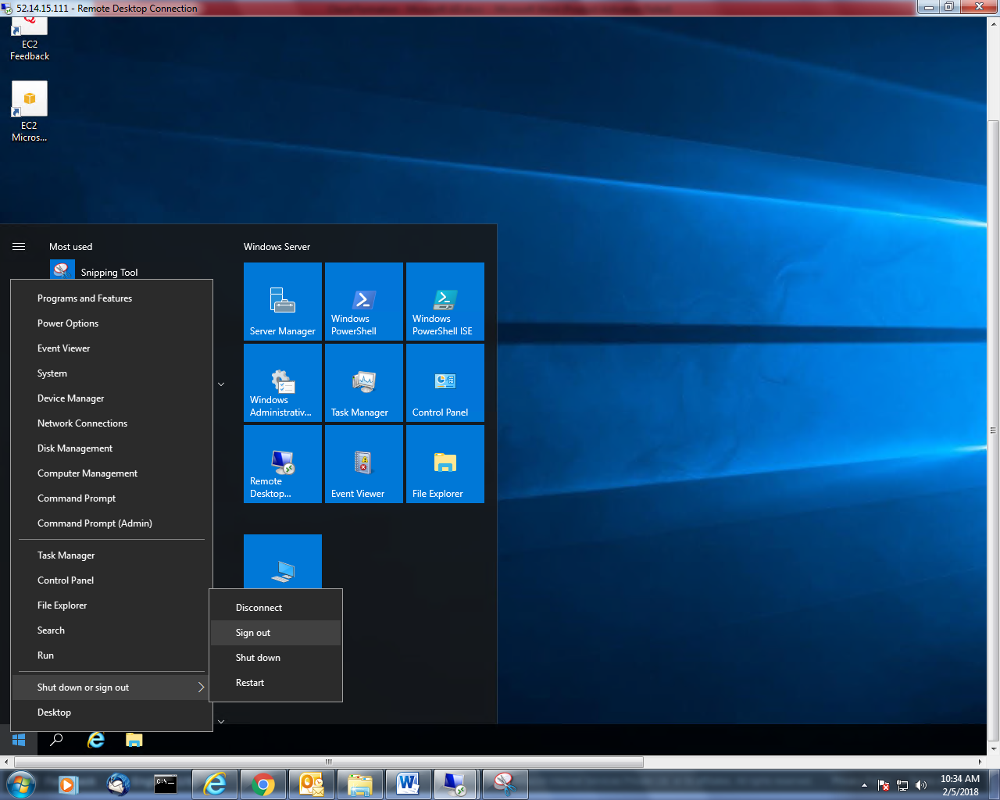 52.14.15.111 - Remote Desktop Connection
EC2
Feedback
EC2
Micros...
Most used
Snipping Tool
Windows Server
Server Manager
Windows
PowerShell
Windows
PowerShell ISE
Windows
Administrativ...
Task Manager
Control Panel
Remote
Desktop...
Event Viewer
File Explorer
Programs and Features
Power Options
Event Viewer
System
Device Manager
Network Connections
Disk Management
Computer Management
Command Prompt
Command Prompt (Admin)
Task Manager
Control Panel
File Explorer
Search
Run
Shut down or sign out
Desktop
Disconnect
Sign out
Shut down
Restart
10:34 AM
2/5/2018